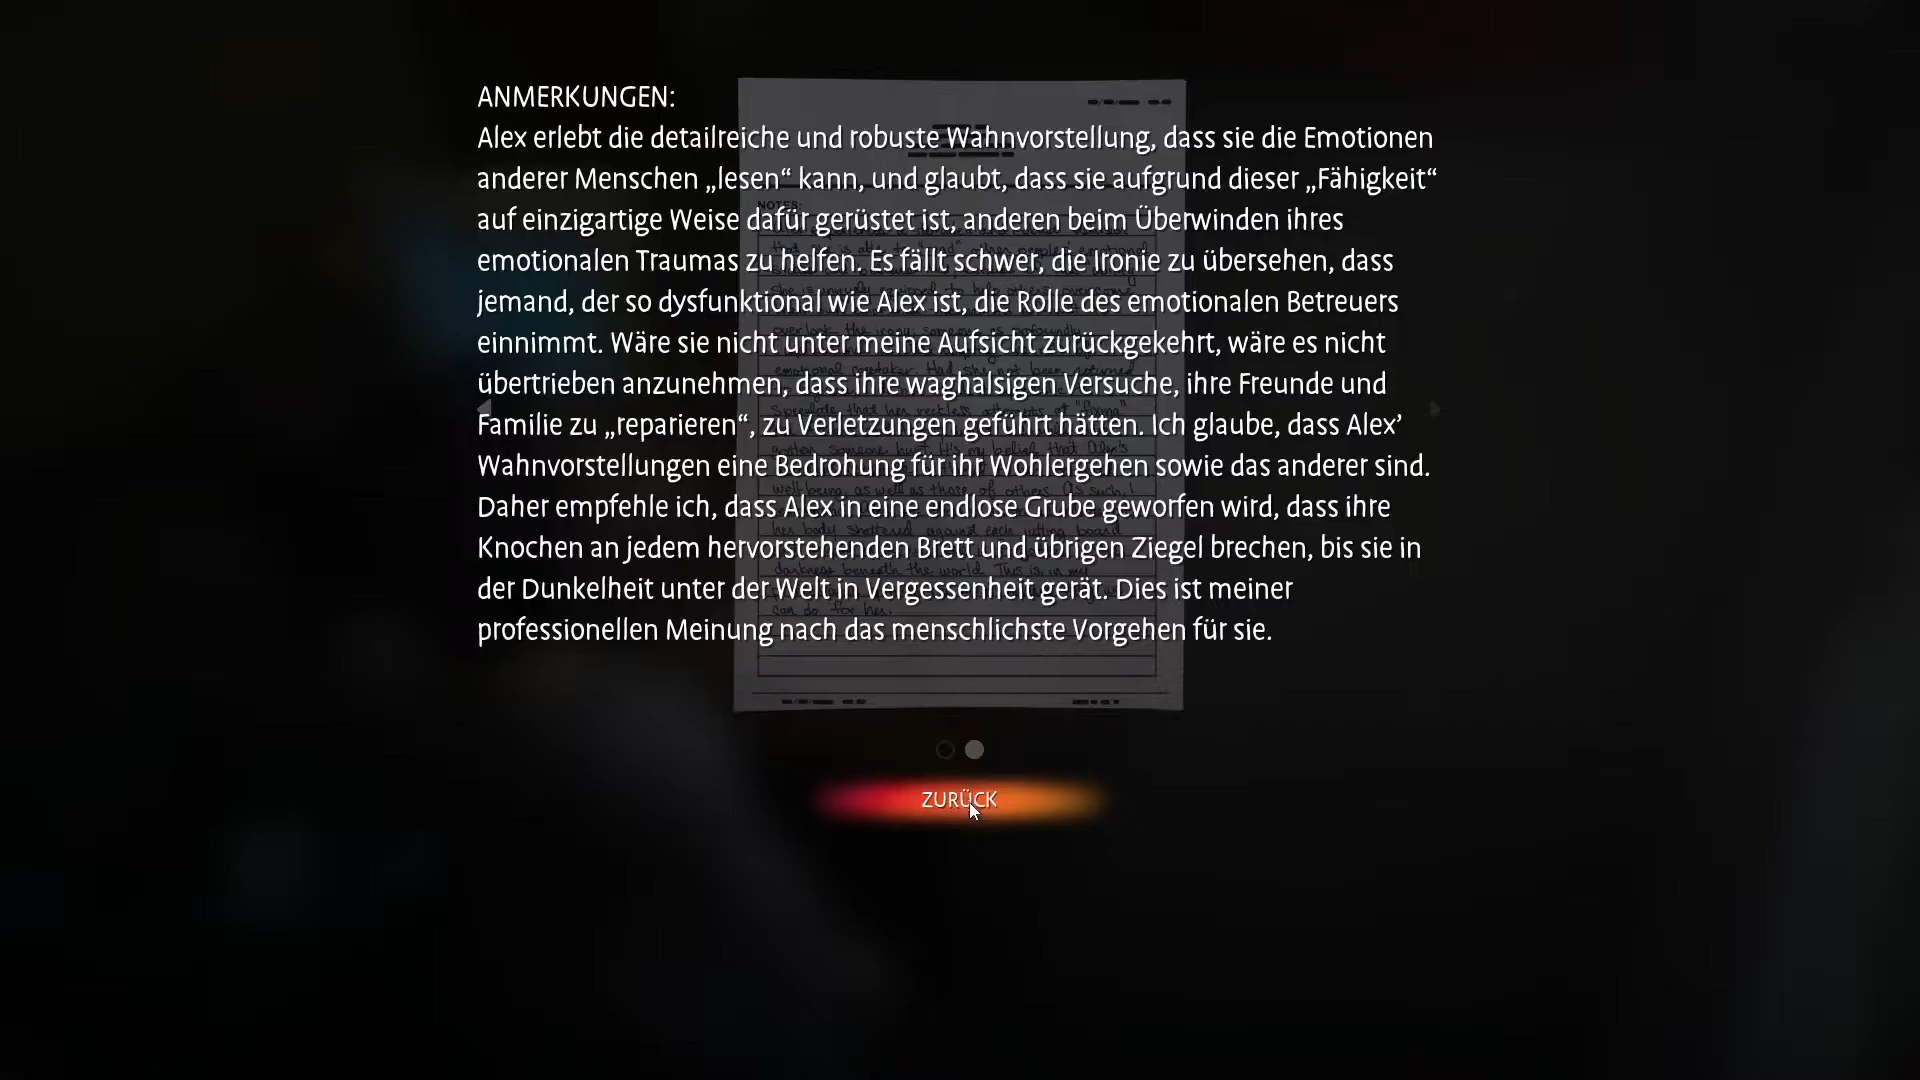 ANMERKUNGEN:
Alex erlebt die detailreiche und robuste Wahnvorstellung, dass sie die Emotionen
anderer Menschen „lesen“ kann, und glaubt, dass sie aufgrund dieser „Fähigkeit“
auf einzigartige Weise dafür gerüstet ist, anderen beim Überwinden ihres
emotionalen Traumas zu helfen. Es fällt schwer, die Ironie zu übersehen, dass
jemand, der so dysfunktional wie Alex ist, die Rolle des emotionalen Betreuers
einnimmt. Wäre sie nicht unter meine Aufsicht zurückgekehrt, wäre es nicht
übertrieben anzunehmen, dass ihre waghalsigen Versuche, ihre Freunde und
Familie zu „reparieren“, zu Verletzungen geführt hätten. Ich glaube, dass Alex’
Wahnvorstellungen eine Bedrohung für ihr Wohlergehen sowie das anderer sind.
Daher empfehle ich, dass Alex in eine endlose Grube geworfen wird, dass ihre
Knochen an jedem hervorstehenden Brett und übrigen Ziegel brechen, bis sie in
der Dunkelheit unter der Welt in Vergessenheit gerät. Dies ist meiner
professionellen Meinung nach das menschlichste Vorgehen für sie.
NOTES:
can do for her.
ZURÜCK